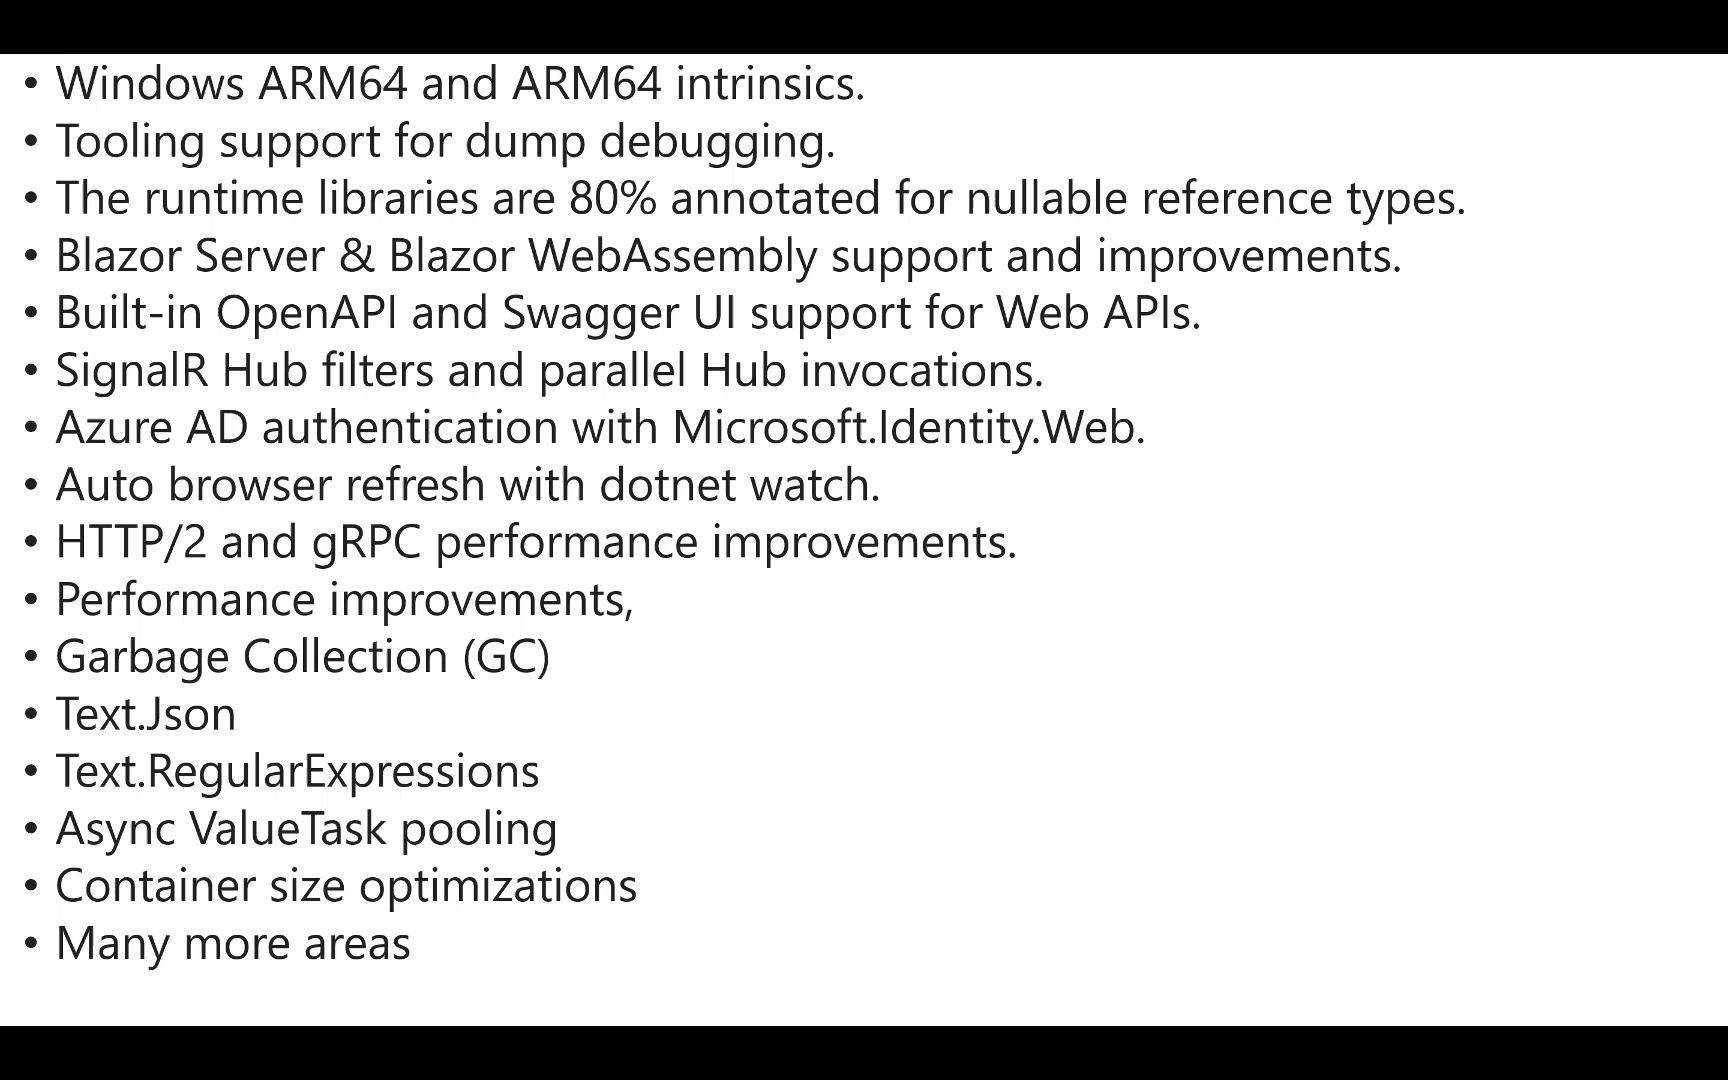 • Windows ARM64 and ARM64 intrinsics.
• Tooling support for dump debugging.
• The runtime libraries are 80% annotated for nullable reference types.
• Blazor Server & Blazor WebAssembly support and improvements.
• Built-in OpenAPI and Swagger UI support for Web APIs.
• SignalR Hub filters and parallel Hub invocations.
• Azure AD authentication with Microsoft.Identity.Web.
• Auto browser refresh with dotnet watch.
• HTTP/2 and gRPC performance improvements.
• Performance improvements,
• Garbage Collection (GC)
• Text.Json
• Text.RegularExpressions
• Async ValueTask pooling
• Container size optimizations
• Many more areas